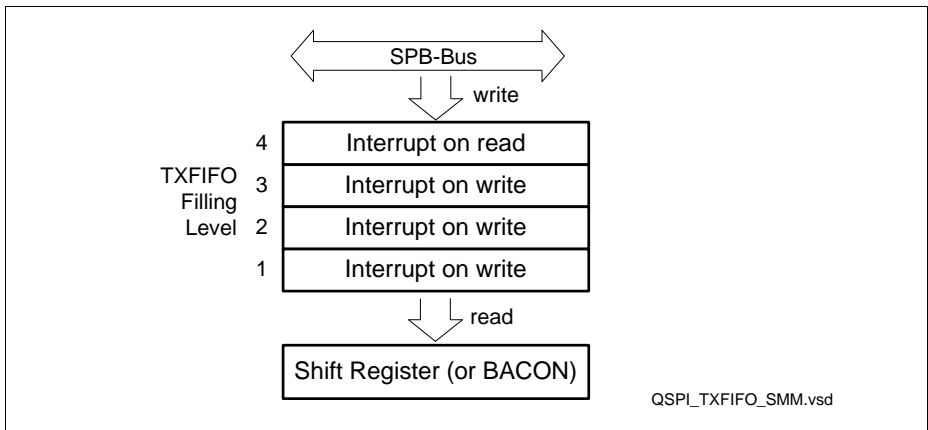 SPB-Bus
write
4 Interrupt on read
TXFIFO
Filling
Level
3 Interrupt on write
2 Interrupt on write
1 Interrupt on write
read
Shift Register (or BACON)
QSPI_TXFIFO_SMM.vsd